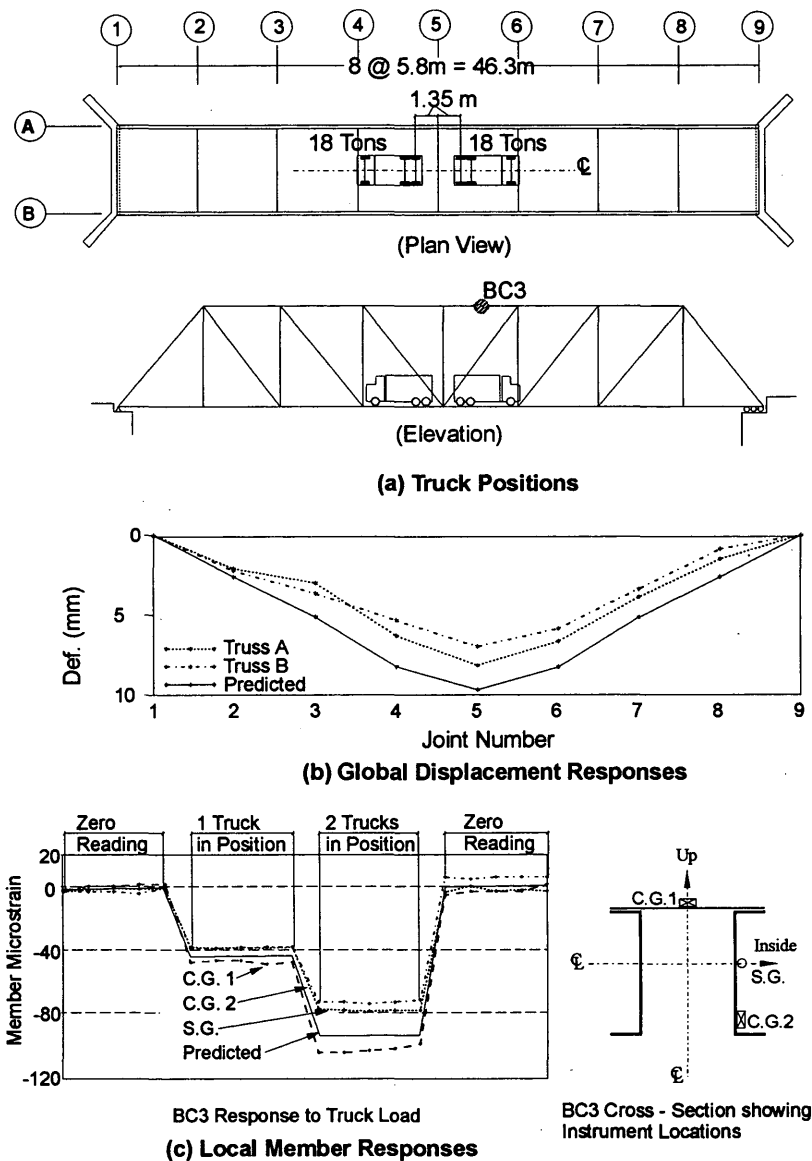 1 2 3 4 5 6 7 8 9
8 @ 5.8m = 46.3m
1.35 m
A
18 Tons 18 Tons
℄
B
(Plan View)
BC3
(Elevation)
(a) Truck Positions
0
5
10
Def. (mm)
Truss A
Truss B
Predicted
1 2 3 4 5 6 7 8 9
Joint Number
(b) Global Displacement Responses
Zero Reading
1 Truck in Position
2 Trucks in Position
Zero Reading
20
0
-40
-80
-120
Member Microstrain
C.G. 1
C.G. 2
S.G.
Predicted
BC3 Response to Truck Load
Up
C.G.1
℄
Inside
S.G.
C.G.2
℄
BC3 Cross - Section showing
Instrument Locations
(c) Local Member Responses